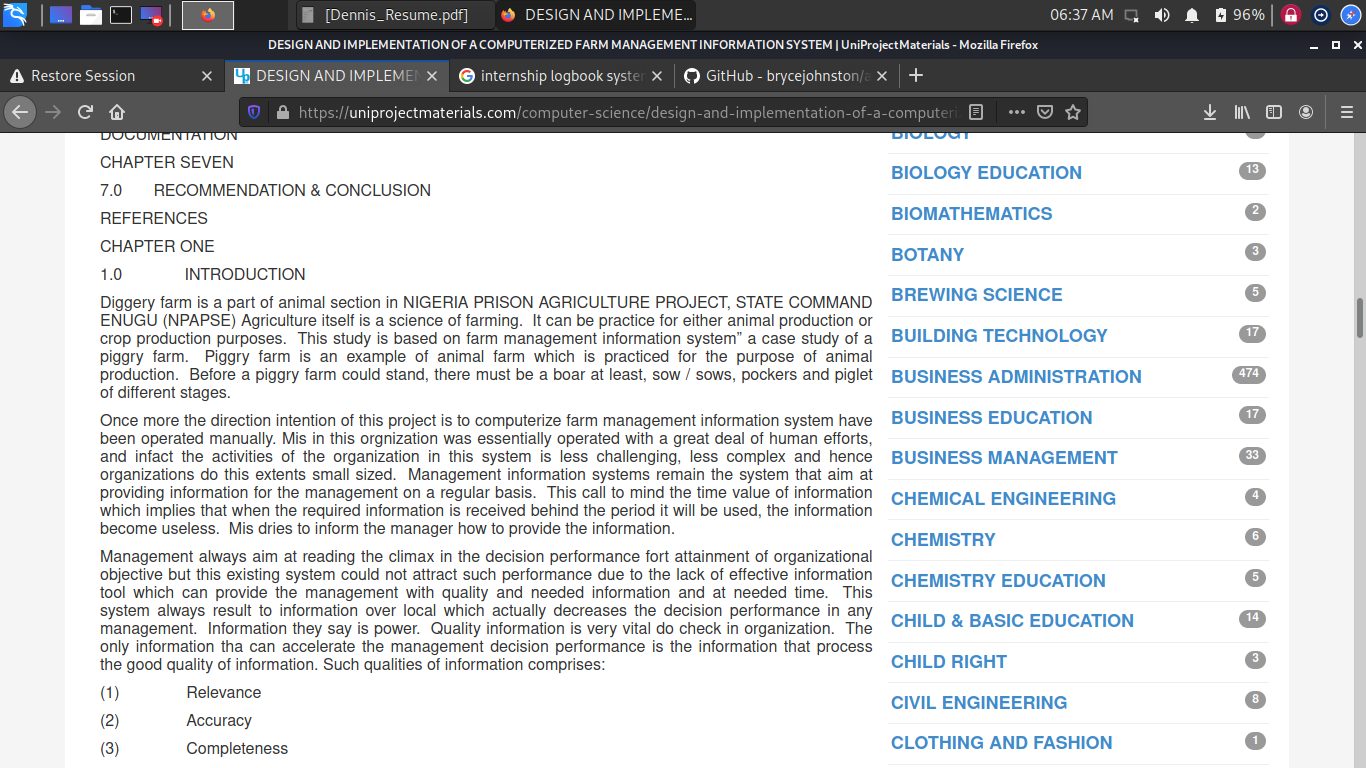 [Dennis_Resume.pdf]
DESIGN AND IMPLEME...
06:37 AM
96%
DESIGN AND IMPLEMENTATION OF A COMPUTERIZED FARM MANAGEMENT INFORMATION SYSTEM | UniProjectMaterials - Mozilla Firefox
Restore Session
DESIGN AND IMPLEMEN
internship logbook syste
GitHub - brycejohnston/a
https://uniprojectmaterials.com/computer-science/design-and-implementation-of-a-computeri
DOCUMENTATION
CHAPTER SEVEN
7.0 RECOMMENDATION & CONCLUSION
REFERENCES
CHAPTER ONE
1.0 INTRODUCTION
Diggery farm is a part of animal section in NIGERIA PRISON AGRICULTURE PROJECT, STATE COMMAND
ENUGU (NPAPSE) Agriculture itself is a science of farming. It can be practice for either animal production or
crop production purposes. This study is based on farm management information system” a case study of a
piggry farm. Piggry farm is an example of animal farm which is practiced for the purpose of animal
production. Before a piggry farm could stand, there must be a boar at least, sow / sows, pockers and piglet
of different stages.
Once more the direction intention of this project is to computerize farm management information system have
been operated manually. Mis in this orgnization was essentially operated with a great deal of human efforts,
and infact the activities of the organization in this system is less challenging, less complex and hence
organizations do this extents small sized. Management information systems remain the system that aim at
providing information for the management on a regular basis. This call to mind the time value of information
which implies that when the required information is received behind the period it will be used, the information
become useless. Mis dries to inform the manager how to provide the information.
Management always aim at reading the climax in the decision performance fort attainment of organizational
objective but this existing system could not attract such performance due to the lack of effective information
tool which can provide the management with quality and needed information and at needed time. This
system always result to information over local which actually decreases the decision performance in any
management. Information they say is power. Quality information is very vital do check in organization. The
only information tha can accelerate the management decision performance is the information that process
the good quality of information. Such qualities of information comprises:
(1) Relevance
(2) Accuracy
(3) Completeness
BIOLOGY
BIOLOGY EDUCATION 13
BIOMATHEMATICS 2
BOTANY 3
BREWING SCIENCE 5
BUILDING TECHNOLOGY 17
BUSINESS ADMINISTRATION 474
BUSINESS EDUCATION 17
BUSINESS MANAGEMENT 33
CHEMICAL ENGINEERING 4
CHEMISTRY 6
CHEMISTRY EDUCATION 5
CHILD & BASIC EDUCATION 14
CHILD RIGHT 3
CIVIL ENGINEERING 8
CLOTHING AND FASHION 1